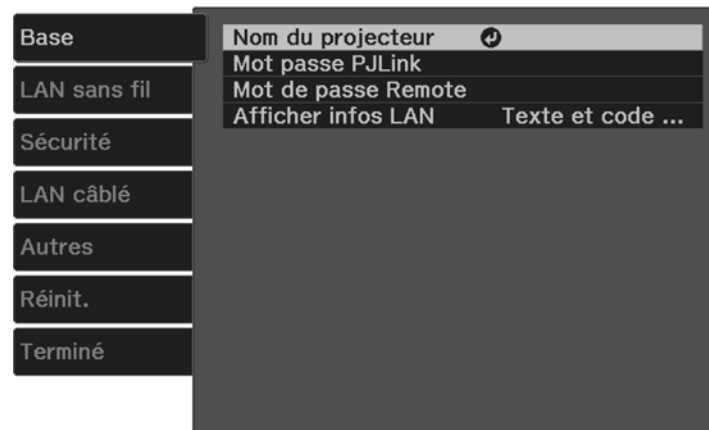 Base
LAN sans fil
Sécurité
LAN câblé
Autres
Réinit.
Terminé
Nom du projecteur
Mot passe PJLink
Mot de passe Remote
Afficher infos LAN Texte et code ...